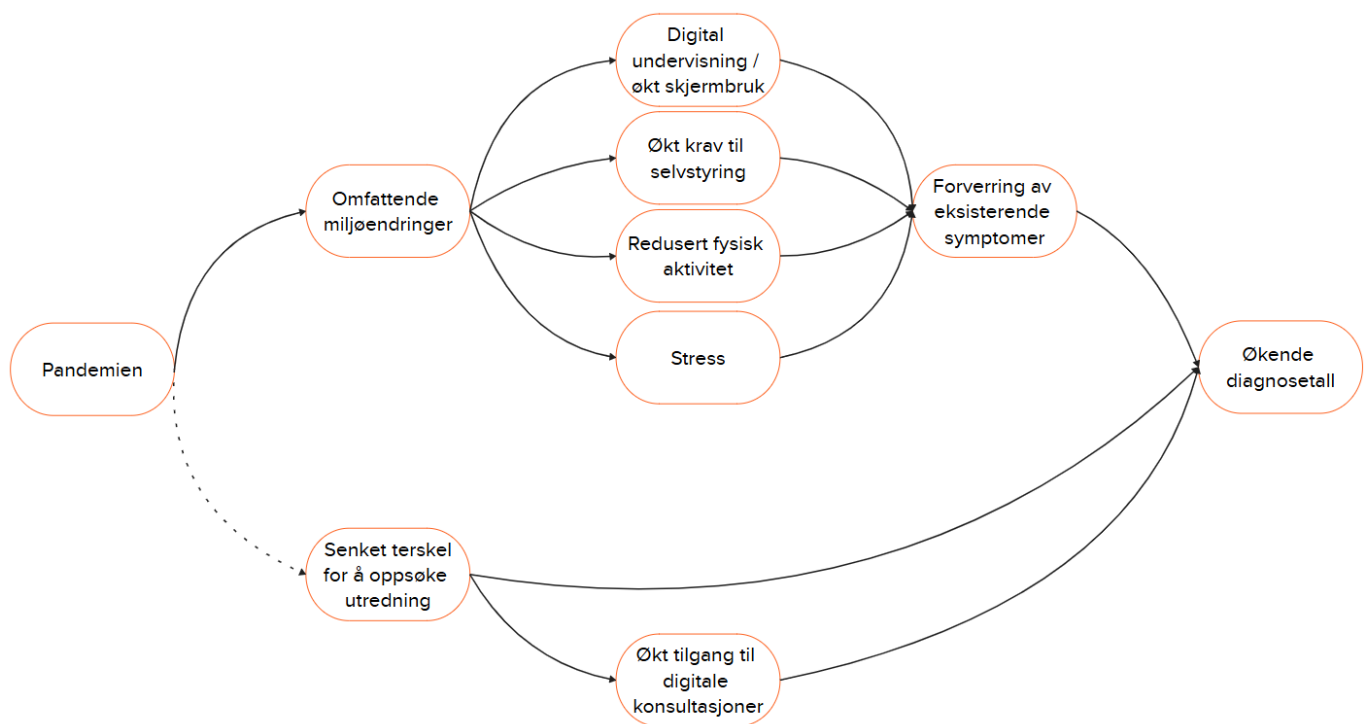 Digital
undervisning /
økt skjermbruk
Økt krav til
selvstyring
Omfattende
miljøendringer
Forverring av
eksisterende
symptomer
Redusert fysisk
aktivitet
Pandemien
Stress
Økende
diagnosetall
Senket terskel
for å oppsøke
utredning
Økt tilgang til
digitale
konsultasjoner